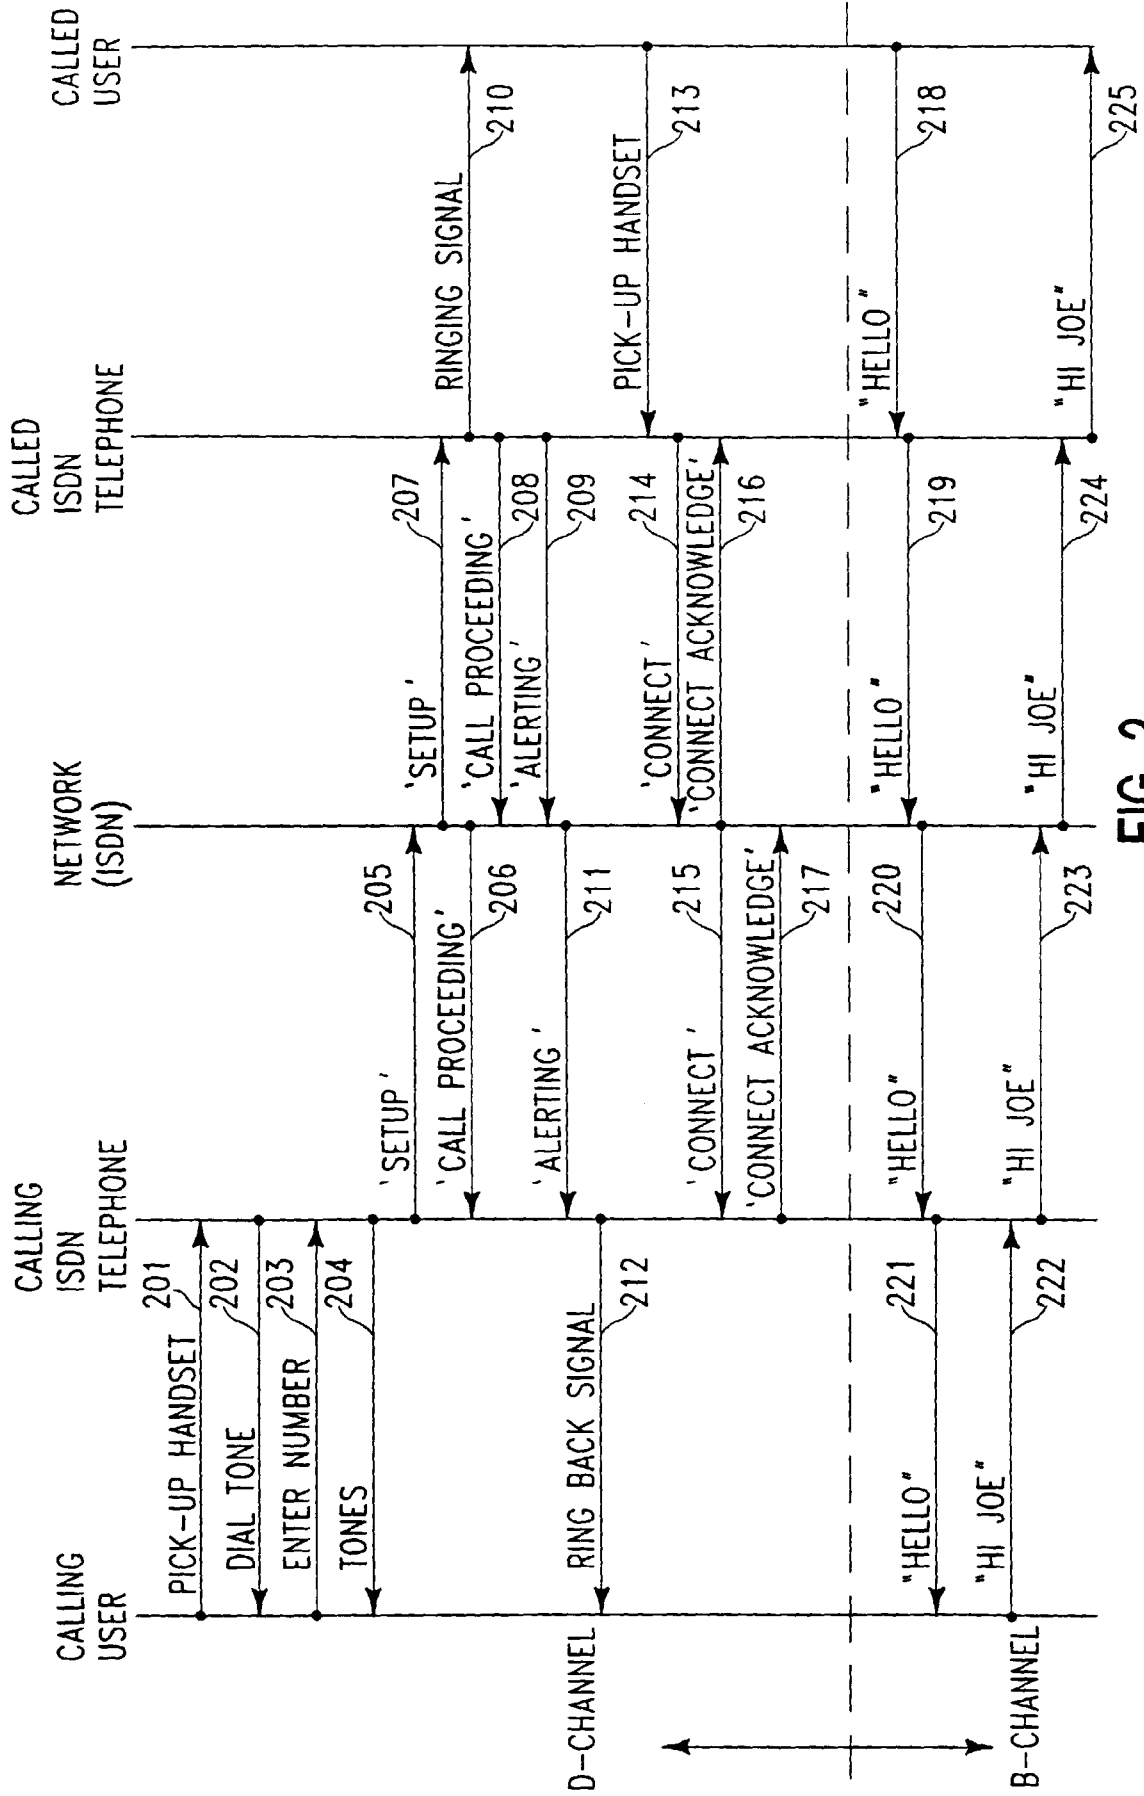 CALLING
USER
CALLING
ISDN
TELEPHONE
NETWORK
(ISDN)
CALLED
ISDN
TELEPHONE
CALLED
USER
PICK-UP HANDSET
201
DIAL TONE
202
ENTER NUMBER
203
TONES
204
'SETUP'
205
'SETUP'
207
'CALL PROCEEDING'
206
RINGING SIGNAL
210
'CALL PROCEEDING'
208
'ALERTING'
209
'ALERTING'
211
D-CHANNEL
RING BACK SIGNAL
212
PICK-UP HANDSET
213
'CONNECT'
214
'CONNECT'
215
'CONNECT ACKNOWLEDGE'
216
'CONNECT ACKNOWLEDGE'
217
"HELLO"
218
"HELLO"
219
"HELLO"
220
"HELLO"
221
B-CHANNEL
"HI JOE"
222
"HI JOE"
223
"HI JOE"
224
"HI JOE"
225
FIG. 2